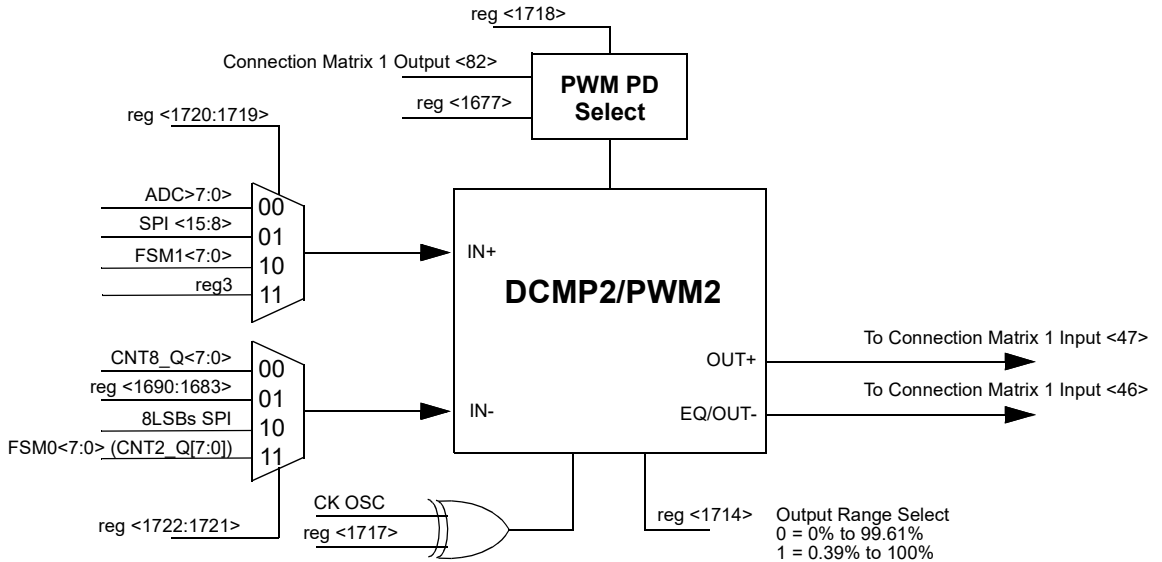 reg <1718>
Connection Matrix 1 Output <82>
reg <1677>
PWM PD
Select
reg <1720:1719>
ADC>7:0>
SPI <15:8>
FSM1<7:0>
reg3
00
01
10
11
IN+
DCMP2/PWM2
CNT8_Q<7:0>
reg <1690:1683>
8LSBs SPI
FSM0<7:0> (CNT2_Q[7:0])
00
01
10
11
IN-
OUT+
EQ/OUT-
To Connection Matrix 1 Input <47>
To Connection Matrix 1 Input <46>
reg <1722:1721>
CK OSC
reg <1717>
reg <1714>
Output Range Select
0 = 0% to 99.61%
1 = 0.39% to 100%